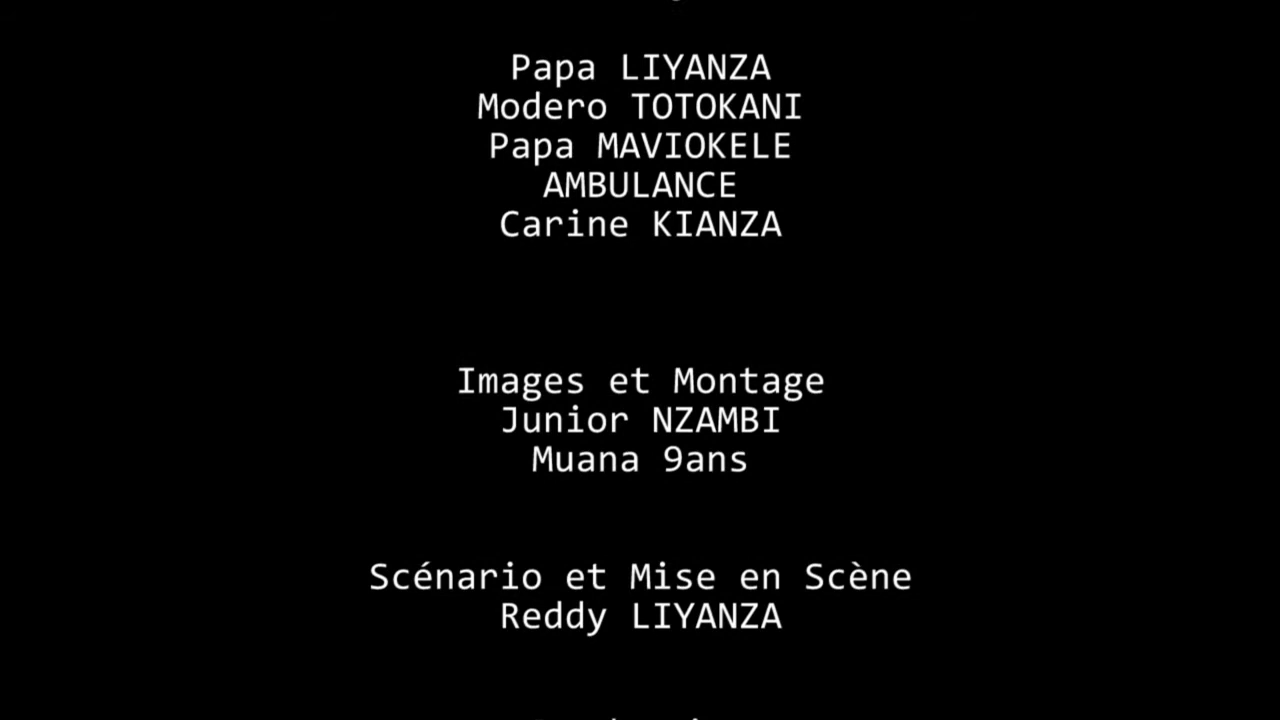 Papa LIYANZA
Modero TOTOKANI
Papa MAVIOKELE
AMBULANCE
Carine KIANZA
Images et Montage
Junior NZAMBI
Muana 9ans
Scénario et Mise en Scène
Reddy LIYANZA